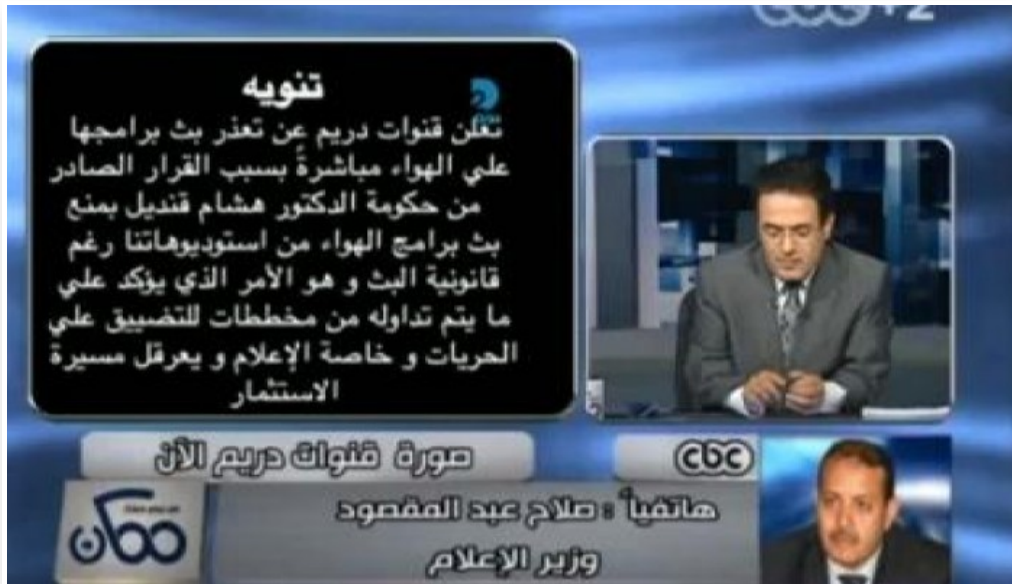 +2
تنويه
تعلن قنوات دريم عن تعذر بث برامجها
علي الهواء مباشرةً بسبب القرار الصادر
من حكومة الدكتور هشام قنديل بمنع
بث برامج الهواء من استوديوهاتنا رغم
قانونية البث و هو الأمر الذي يؤكد علي
ما يتم تداوله من مخططات للتضييق علي
الحريات و خاصة الإعلام و يعرقل مسيرة
الاستثمار
صورة قنوات دريم الآن
cbc
هاتفياً : صلاح عبد المقصود
وزير الإعلام
ممكن